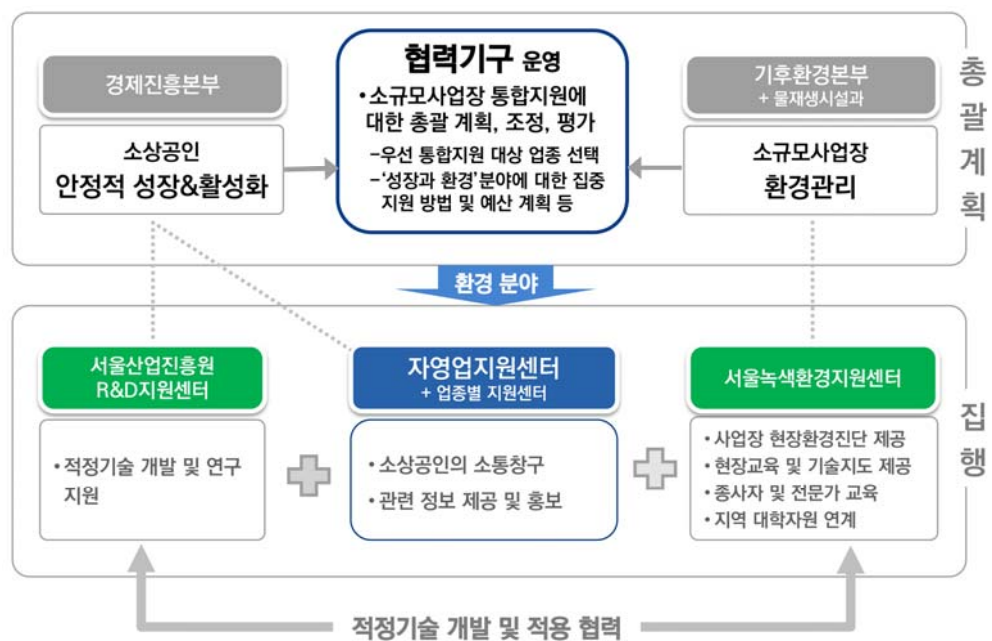 경제진흥본부
소상공인
안정적 성장&활성화
협력기구 운영
•소규모사업장 통합지원에
대한 총괄 계획, 조정, 평가
-우선 통합지원 대상 업종 선택
-'성장과 환경'분야에 대한 집중
지원 방법 및 예산 계획 등
기후환경본부
+ 물재생시설과
소규모사업장
환경관리
총괄계획
환경 분야
서울산업진흥원
R&D지원센터
•적정기술 개발 및 연구
지원
자영업지원센터
+ 업종별 지원센터
•소상공인의 소통창구
•관련 정보 제공 및 홍보
서울녹색환경지원센터
•사업장 현장환경진단 제공
•현장교육 및 기술지도 제공
•종사자 및 전문가 교육
•지역 대학자원 연계
집행
적정기술 개발 및 적용 협력